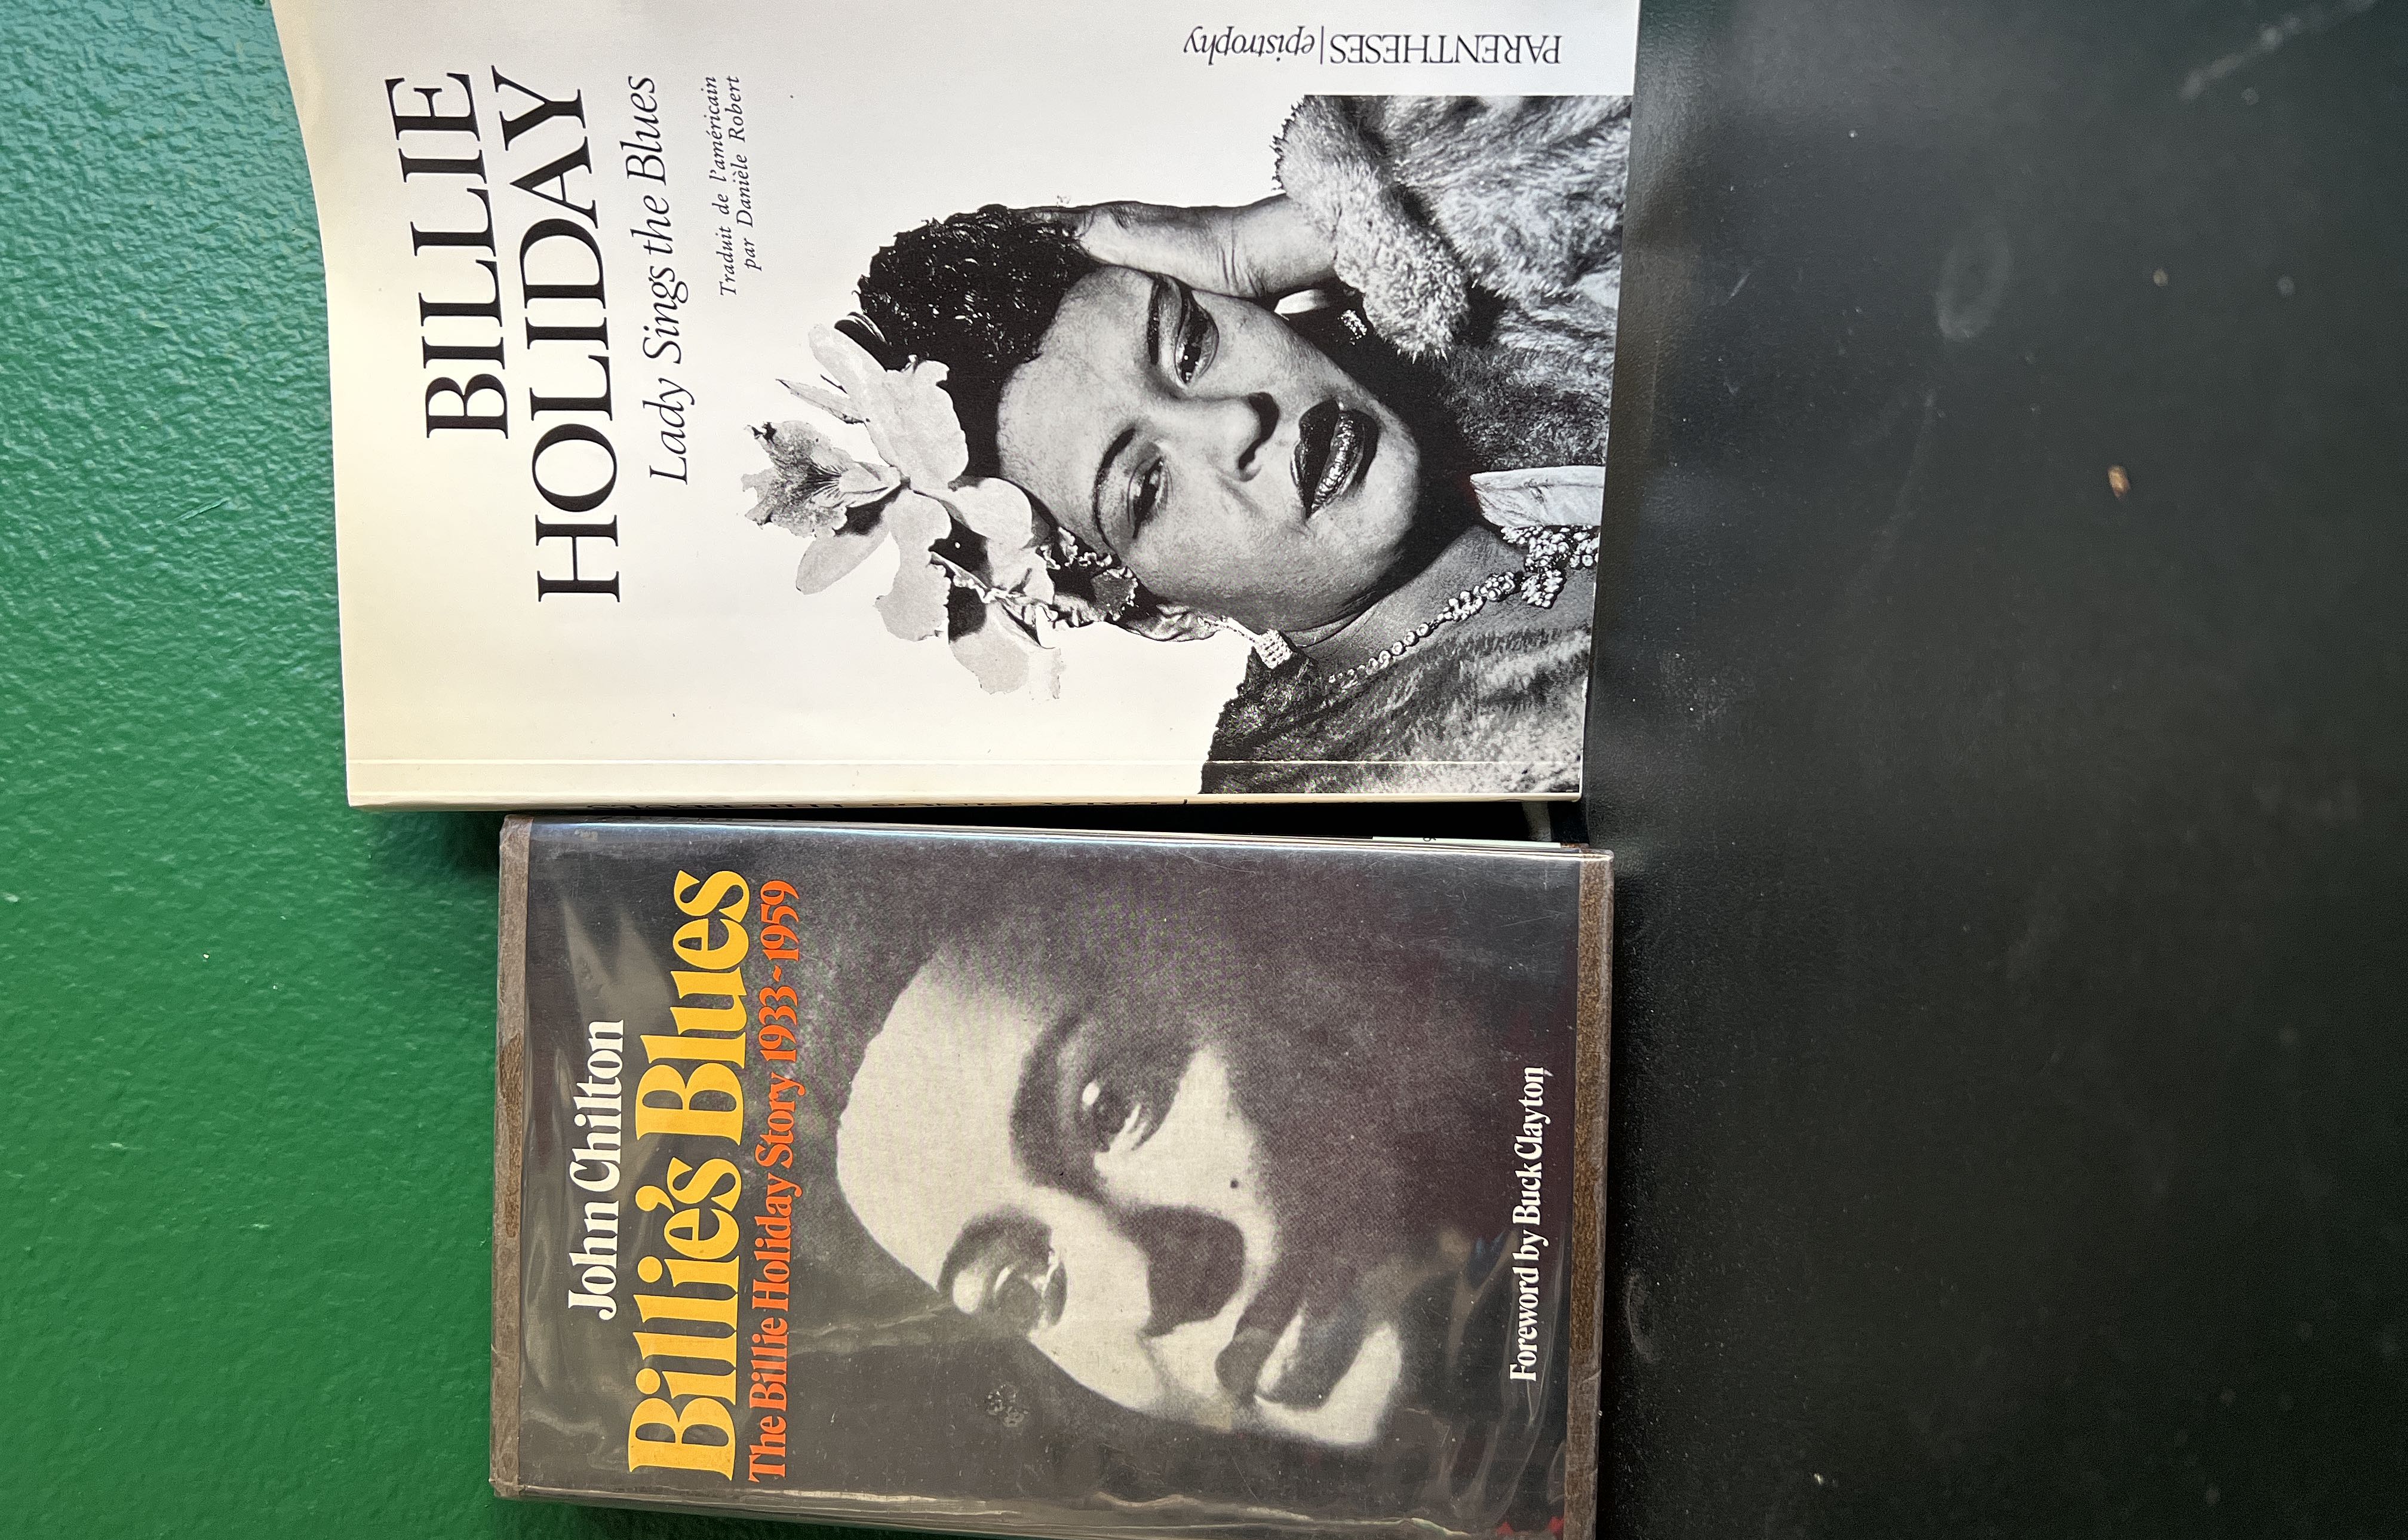 BILLIE
HOLIDAY
Lady Sings the Blues
Traduit de l'américain
par Danièle Robert
PARENTHESES|epistrophy
John Chilton
Billie's Blues
The Billie Holiday Story 1933~1959
Foreword by Buck Clayton